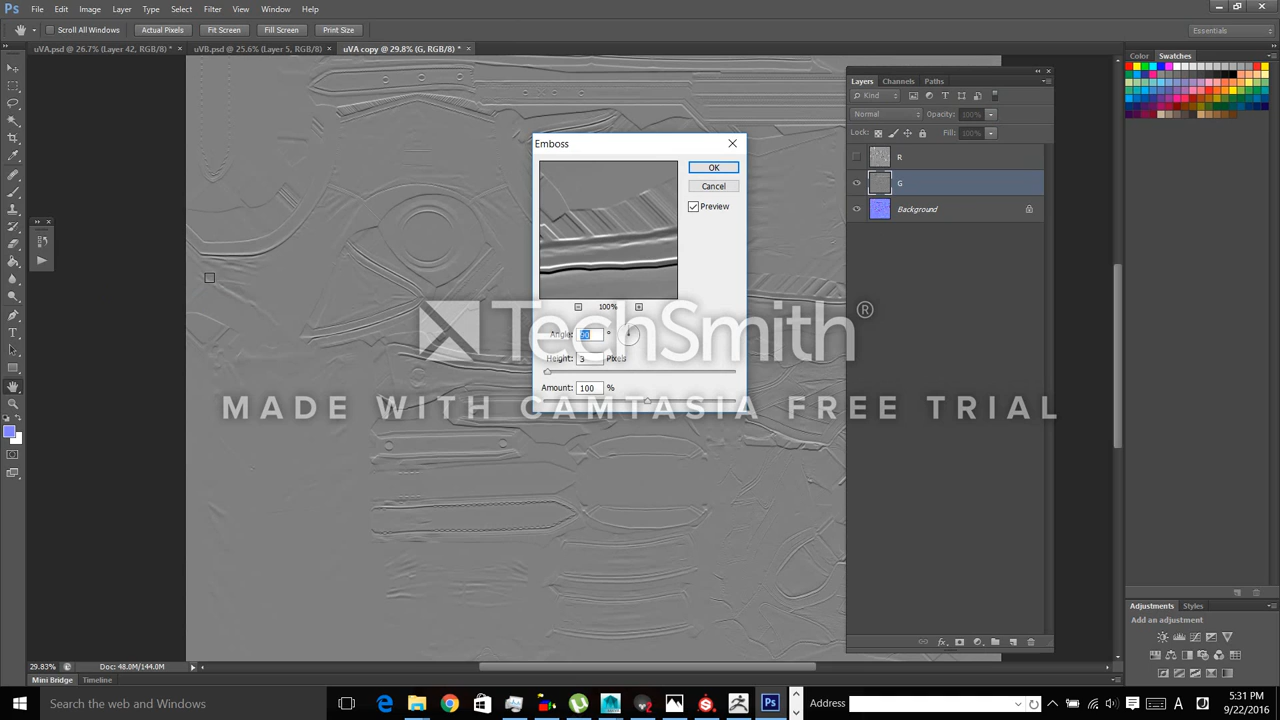 Ps File Edit Image Layer Type Select Filter View Window Help
Scroll All Windows Actual Pixels Fit Screen Fill Screen Print Size Essentials
uVA.psd @ 26.7% (Layer 42, RGB/8) * × uVB.psd @ 25.6% (Layer 5, RGB/8) × uVA copy @ 29.8% (G, RGB/8) * ×
Color Swatches
Layers Channels Paths
Kind
Normal Opacity: 100%
Lock: Fill: 100%
R
G
Background
Emboss
OK
Cancel
Preview
100%
Angle: 90 °
Height: 3 Pixels
Amount: 100 %
TechSmith®
MADE WITH CAMTASIA FREE TRIAL
Adjustments Styles
Add an adjustment
fx
29.83% Doc: 48.0M/144.0M
Mini Bridge Timeline
Search the web and Windows
Address
5:31 PM
9/22/2016